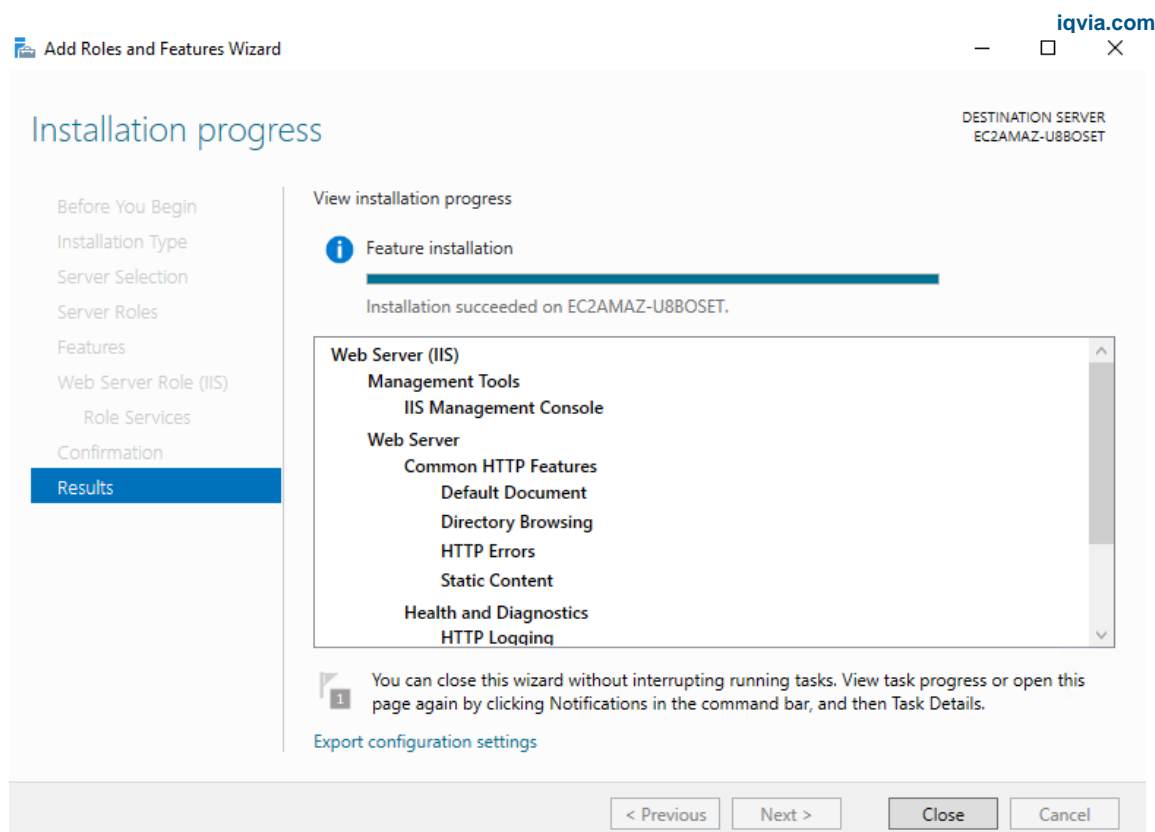 iqvia.com
Add Roles and Features Wizard
Installation progress
DESTINATION SERVER
EC2AMAZ-U8BOSET
Before You Begin
Installation Type
Server Selection
Server Roles
Features
Web Server Role (IIS)
Role Services
Confirmation
Results
View installation progress
Feature installation
Installation succeeded on EC2AMAZ-U8BOSET.
Web Server (IIS)
Management Tools
IIS Management Console
Web Server
Common HTTP Features
Default Document
Directory Browsing
HTTP Errors
Static Content
Health and Diagnostics
HTTP Logging
1
You can close this wizard without interrupting running tasks. View task progress or open this
page again by clicking Notifications in the command bar, and then Task Details.
Export configuration settings
< Previous
Next >
Close
Cancel